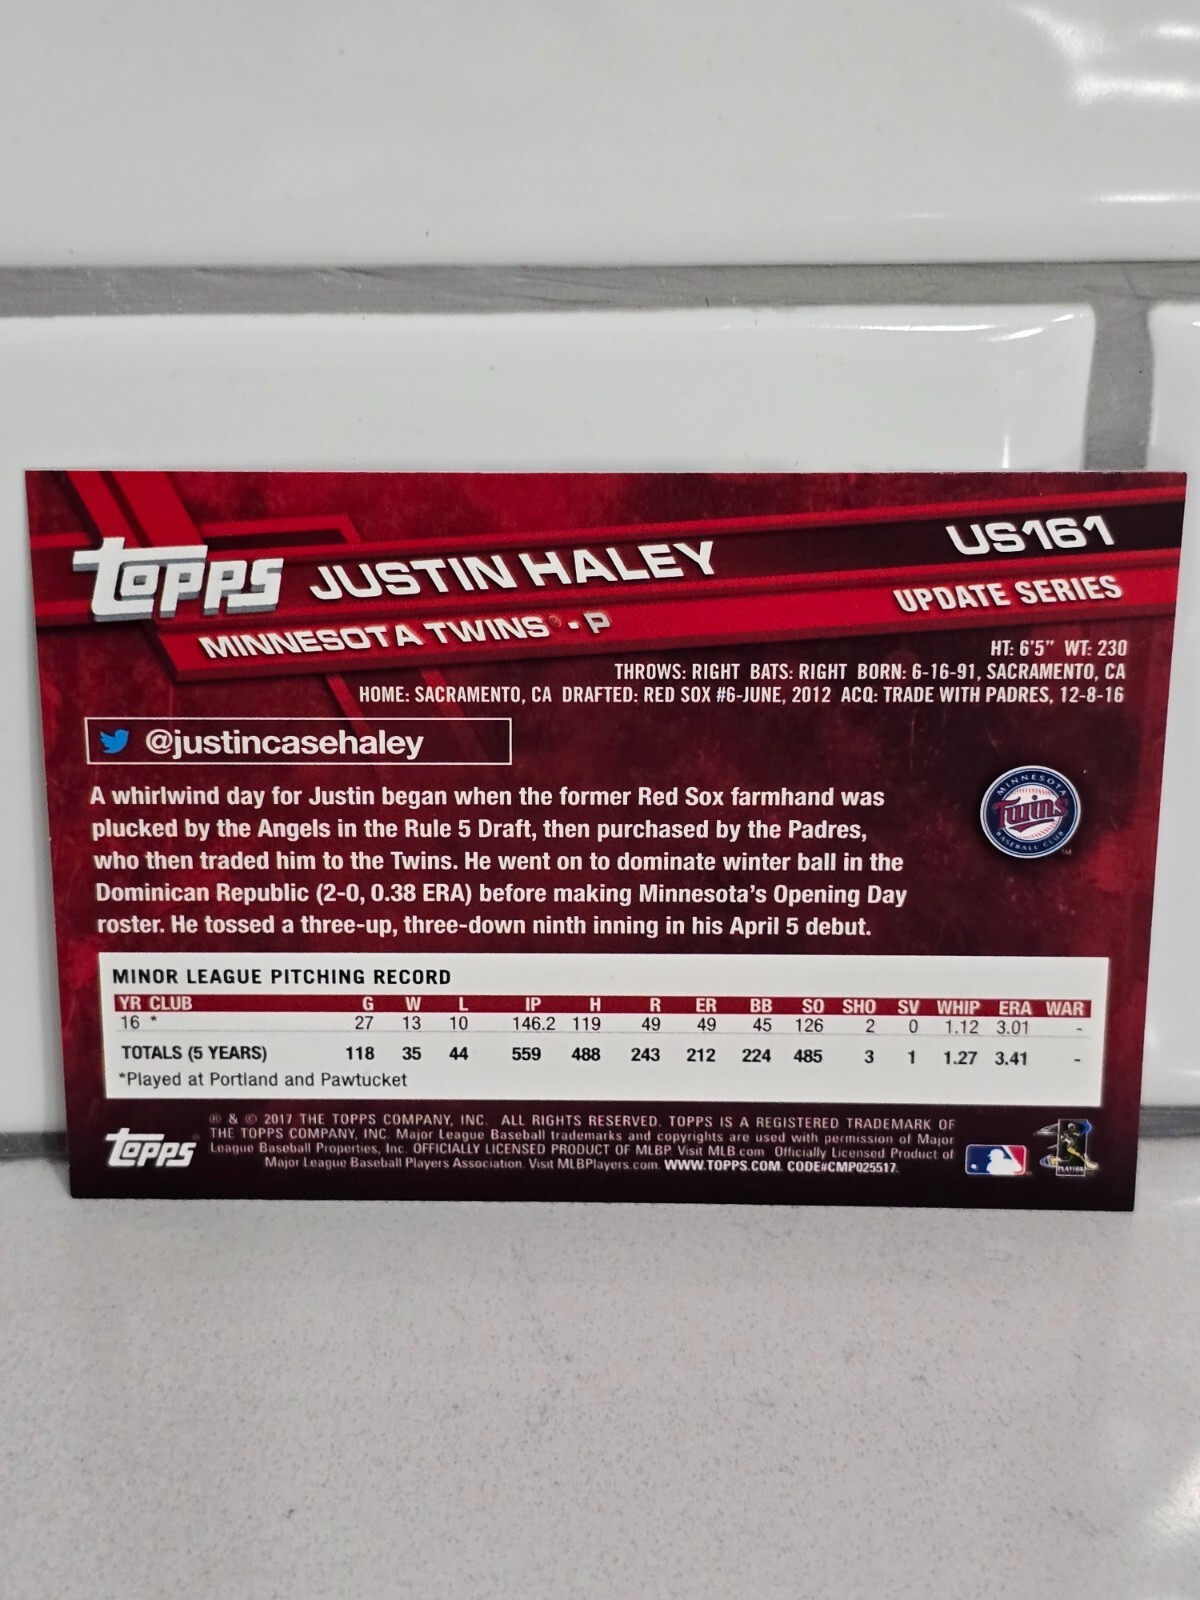 Topps JUSTIN HALEY US161
MINNESOTA TWINS® - P UPDATE SERIES
HT: 6'5" WT: 230
THROWS: RIGHT BATS: RIGHT BORN: 6-16-91, SACRAMENTO, CA
HOME: SACRAMENTO, CA DRAFTED: RED SOX #6-JUNE, 2012 ACQ: TRADE WITH PADRES, 12-8-16
@justincasehaley
A whirlwind day for Justin began when the former Red Sox farmhand was
plucked by the Angels in the Rule 5 Draft, then purchased by the Padres,
who then traded him to the Twins. He went on to dominate winter ball in the
Dominican Republic (2-0, 0.38 ERA) before making Minnesota's Opening Day
roster. He tossed a three-up, three-down ninth inning in his April 5 debut.
MINNESOTA
Twins
BASEBALL CLUB
TM
MINOR LEAGUE PITCHING RECORD
YR CLUB G W L IP H R ER BB SO SHO SV WHIP ERA WAR
16 * 27 13 10 146.2 119 49 49 45 126 2 0 1.12 3.01 -
TOTALS (5 YEARS) 118 35 44 559 488 243 212 224 485 3 1 1.27 3.41 -
*Played at Portland and Pawtucket
Topps
® & © 2017 THE TOPPS COMPANY, INC. ALL RIGHTS RESERVED. TOPPS IS A REGISTERED TRADEMARK OF
THE TOPPS COMPANY, INC. Major League Baseball trademarks and copyrights are used with permission of Major
League Baseball Properties, Inc. OFFICIALLY LICENSED PRODUCT OF MLBP. Visit MLB.com Officially Licensed Product of
Major League Baseball Players Association. Visit MLBPlayers.com. WWW.TOPPS.COM. CODE#CMP025517.
PLAYERS